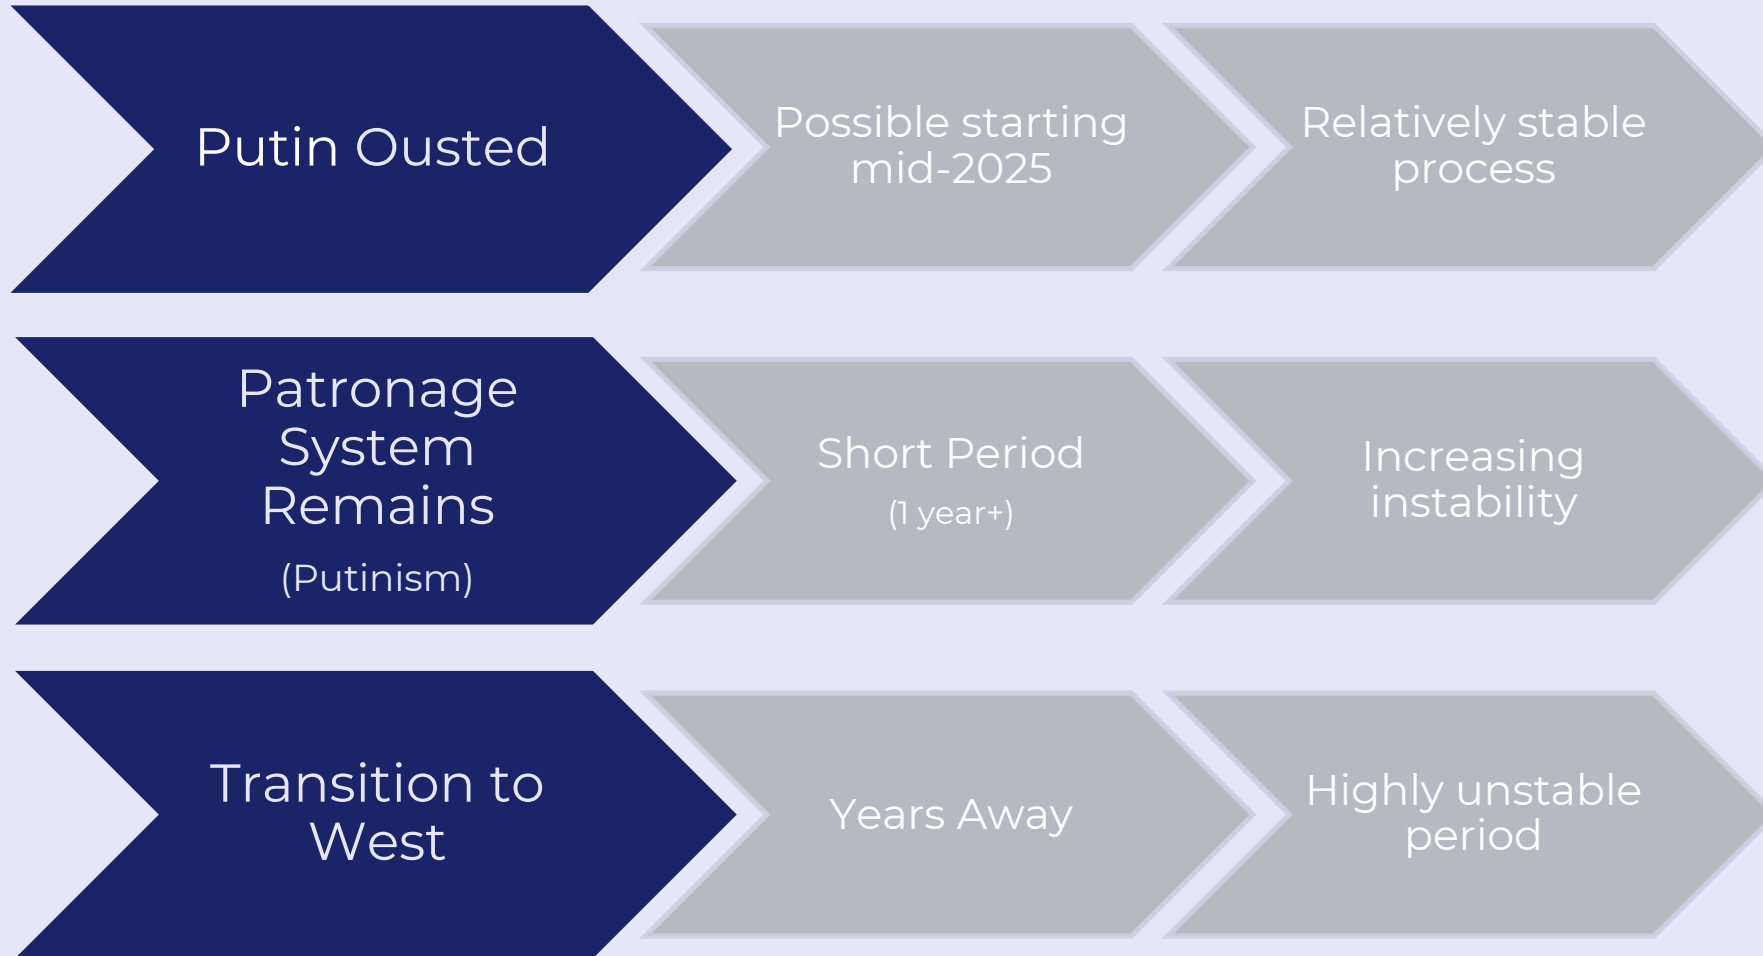 Putin Ousted
Possible starting
mid-2025
Relatively stable
process
Patronage
System
Remains
(Putinism)
Short Period
(1 year+)
Increasing
instability
Transition to
West
Years Away
Highly unstable
period